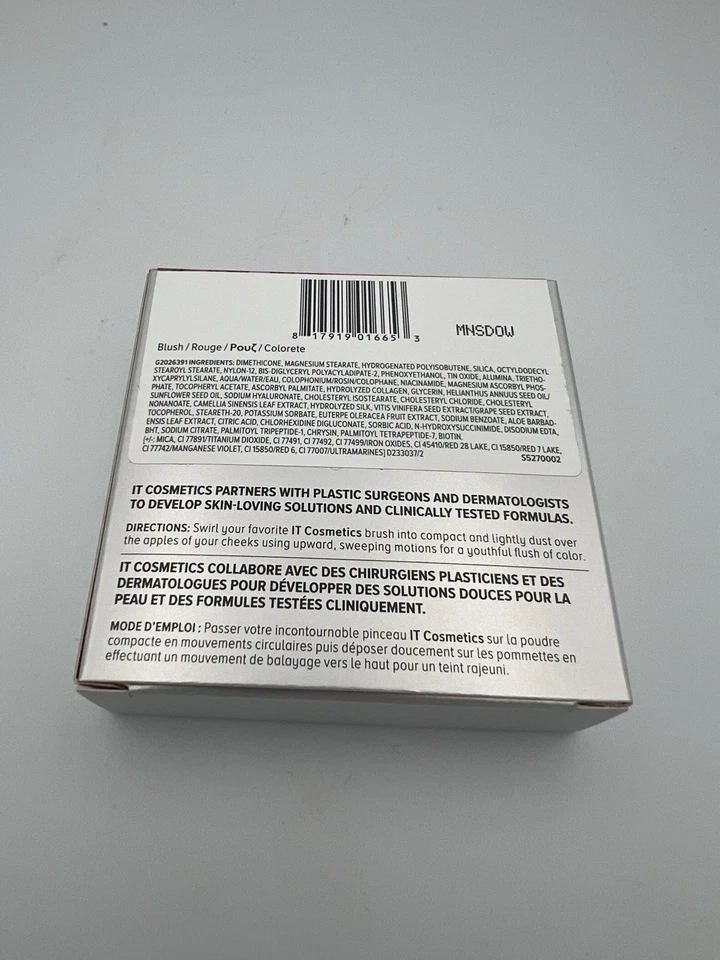 8 17919 01665 3
MNSDOW
Blush / Rouge / Ρουζ / Colorete
G2026391 INGREDIENTS: DIMETHICONE, MAGNESIUM STEARATE, HYDROGENATED POLYISOBUTENE, SILICA, OCTYLDODECYL
STEAROYL STEARATE, NYLON-12, BIS-DIGLYCERYL POLYACYLADIPATE-2, PHENOXYETHANOL, TIN OXIDE, ALUMINA, TRIETHO-
XYCAPRYLYLSILANE, AQUA/WATER/EAU, COLOPHONIUM/ROSIN/COLOPHANE, NIACINAMIDE, MAGNESIUM ASCORBYL PHOS-
PHATE, TOCOPHERYL ACETATE, ASCORBYL PALMITATE, HYDROLYZED COLLAGEN, GLYCERIN, HELIANTHUS ANNUUS SEED OIL/
SUNFLOWER SEED OIL, SODIUM HYALURONATE, CHOLESTERYL ISOSTEARATE, CHOLESTERYL CHLORIDE, CHOLESTERYL
NONANOATE, CAMELLIA SINENSIS LEAF EXTRACT, HYDROLYZED SILK, VITIS VINIFERA SEED EXTRACT/GRAPE SEED EXTRACT,
TOCOPHEROL, STEARETH-20, POTASSIUM SORBATE, EUTERPE OLERACEA FRUIT EXTRACT, SODIUM BENZOATE, ALOE BARBAD-
ENSIS LEAF EXTRACT, CITRIC ACID, CHLORHEXIDINE DIGLUCONATE, SORBIC ACID, N-HYDROXYSUCCINIMIDE, DISODIUM EDTA,
BHT, SODIUM CITRATE, PALMITOYL TRIPEPTIDE-1, CHRYSIN, PALMITOYL TETRAPEPTIDE-7, BIOTIN.
[+/-: MICA, CI 77891/TITANIUM DIOXIDE, CI 77491, CI 77492, CI 77499/IRON OXIDES, CI 45410/RED 28 LAKE, CI 15850/RED 7 LAKE,
CI 77742/MANGANESE VIOLET, CI 15850/RED 6, CI 77007/ULTRAMARINES] D233037/2
S5270002
IT COSMETICS PARTNERS WITH PLASTIC SURGEONS AND DERMATOLOGISTS
TO DEVELOP SKIN-LOVING SOLUTIONS AND CLINICALLY TESTED FORMULAS.
DIRECTIONS: Swirl your favorite IT Cosmetics brush into compact and lightly dust over
the apples of your cheeks using upward, sweeping motions for a youthful flush of color.
IT COSMETICS COLLABORE AVEC DES CHIRURGIENS PLASTICIENS ET DES
DERMATOLOGUES POUR DÉVELOPPER DES SOLUTIONS DOUCES POUR LA
PEAU ET DES FORMULES TESTÉES CLINIQUEMENT.
MODE D'EMPLOI : Passer votre incontournable pinceau IT Cosmetics sur la poudre
compacte en mouvements circulaires puis déposer doucement sur les pommettes en
effectuant un mouvement de balayage vers le haut pour un teint rajeuni.